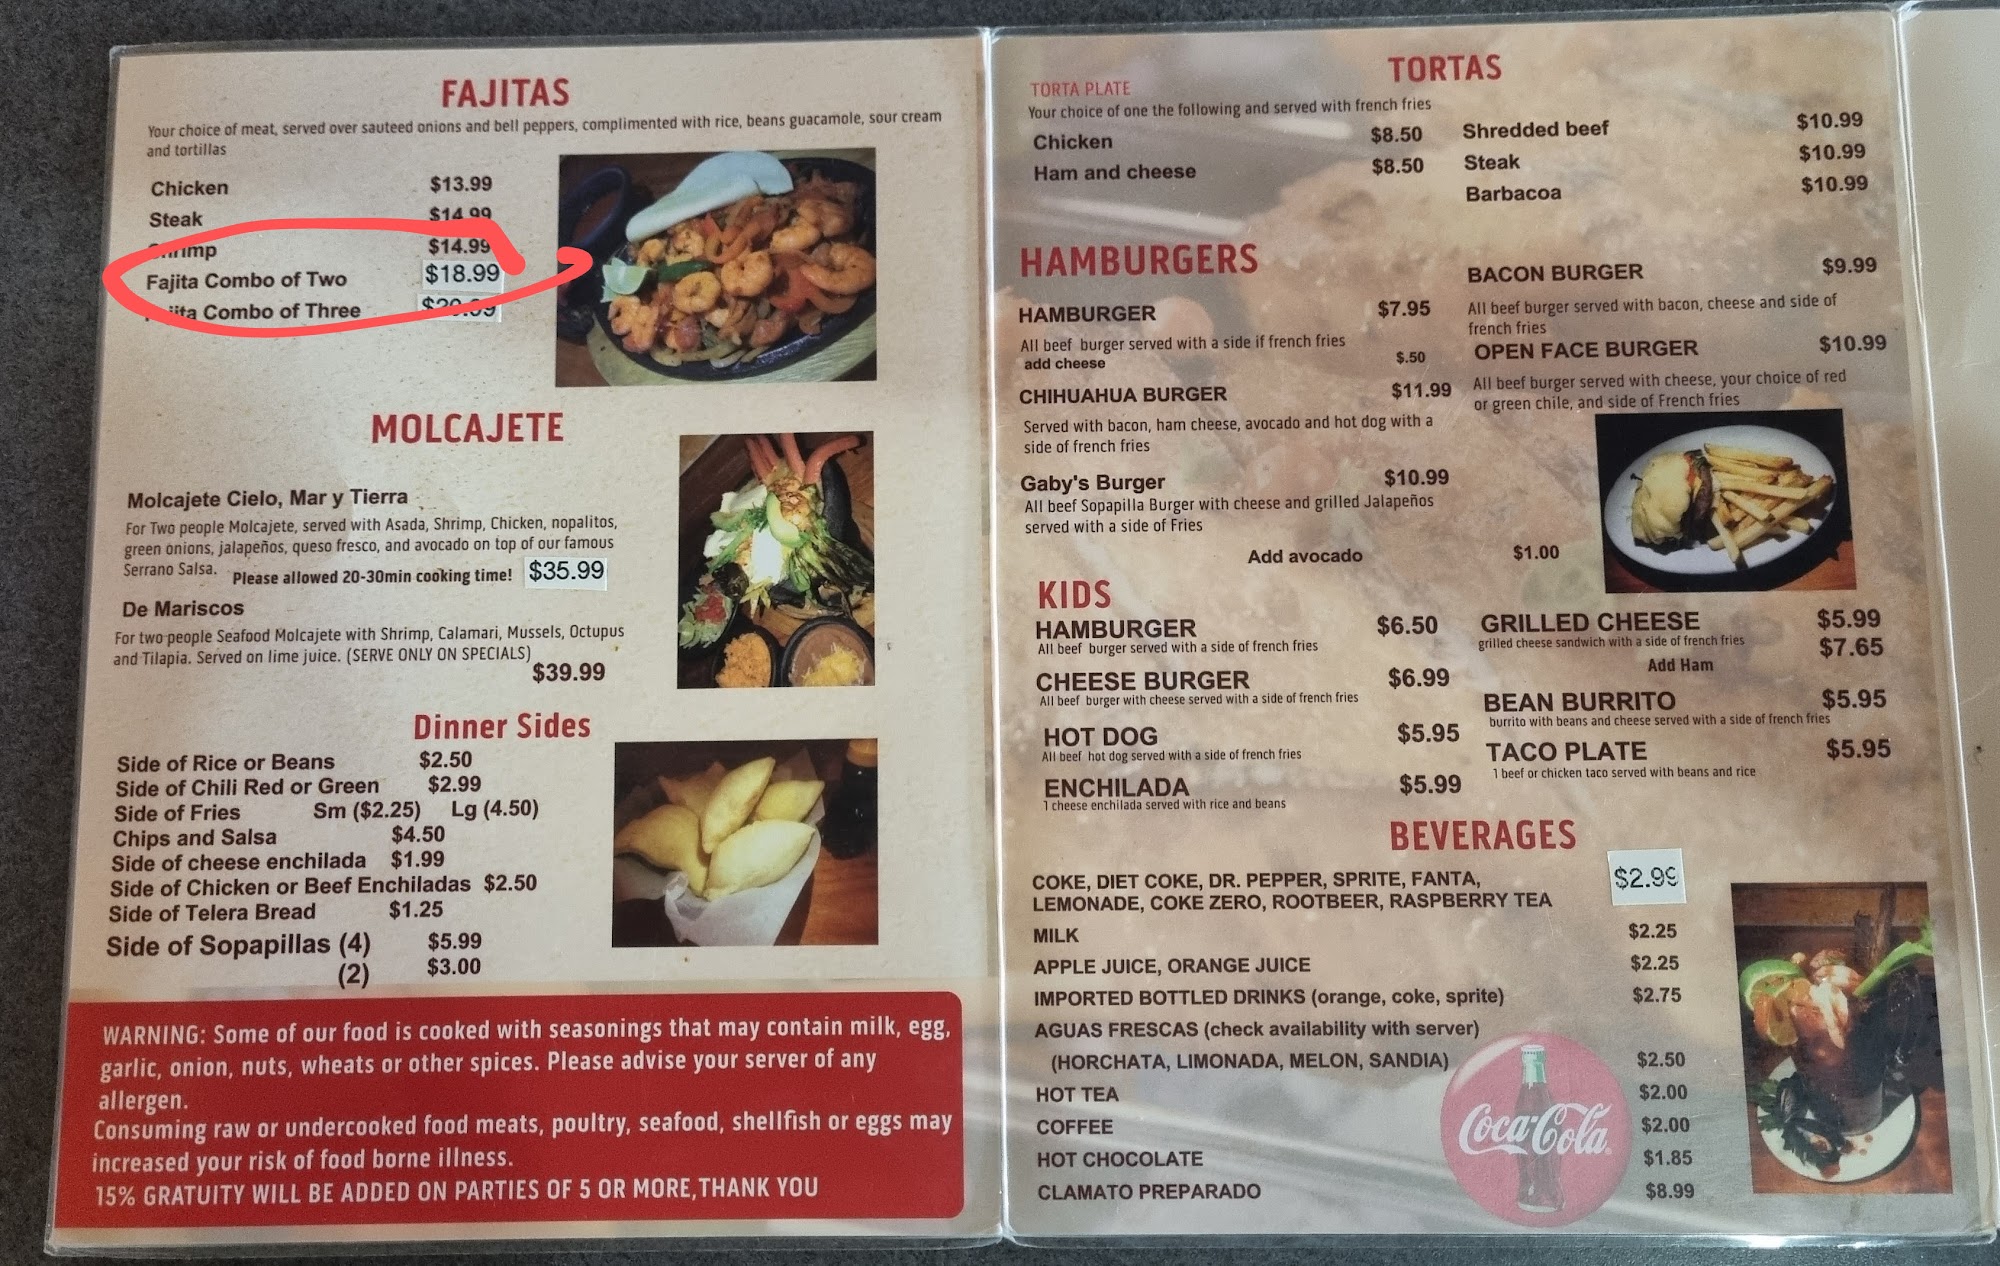 FAJITAS
Your choice of meat, served over sauteed onions and bell peppers, complimented with rice, beans guacamole, sour cream
and tortillas
Chicken $13.99
Steak $14.99
Shrimp $14.99
Fajita Combo of Two $18.99
Fajita Combo of Three
MOLCAJETE
Molcajete Cielo, Mar y Tierra
For Two people Molcajete, served with Asada, Shrimp, Chicken, nopalitos,
green onions, jalapeños, queso fresco, and avocado on top of our famous
Serrano Salsa. Please allowed 20-30min cooking time! $35.99
De Mariscos
For two people Seafood Molcajete with Shrimp, Calamari, Mussels, Octupus
and Tilapia. Served on lime juice. (SERVE ONLY ON SPECIALS)
$39.99
Dinner Sides
Side of Rice or Beans $2.50
Side of Chili Red or Green $2.99
Side of Fries Sm ($2.25) Lg (4.50)
Chips and Salsa $4.50
Side of cheese enchilada $1.99
Side of Chicken or Beef Enchiladas $2.50
Side of Telera Bread $1.25
Side of Sopapillas (4) $5.99
(2) $3.00
WARNING: Some of our food is cooked with seasonings that may contain milk, egg,
garlic, onion, nuts, wheats or other spices. Please advise your server of any
allergen.
Consuming raw or undercooked food meats, poultry, seafood, shellfish or eggs may
increased your risk of food borne illness.
15% GRATUITY WILL BE ADDED ON PARTIES OF 5 OR MORE,THANK YOU
TORTAS
TORTA PLATE
Your choice of one the following and served with french fries
Chicken $8.50
Ham and cheese $8.50
Shredded beef $10.99
Steak $10.99
Barbacoa $10.99
HAMBURGERS
HAMBURGER $7.95
All beef burger served with a side if french fries
add cheese $.50
CHIHUAHUA BURGER $11.99
Served with bacon, ham cheese, avocado and hot dog with a
side of french fries
Gaby's Burger $10.99
All beef Sopapilla Burger with cheese and grilled Jalapeños
served with a side of Fries
Add avocado $1.00
BACON BURGER $9.99
All beef burger served with bacon, cheese and side of
french fries
OPEN FACE BURGER $10.99
All beef burger served with cheese, your choice of red
or green chile, and side of French fries
KIDS
HAMBURGER $6.50
All beef burger served with a side of french fries
CHEESE BURGER $6.99
All beef burger with cheese served with a side of french fries
HOT DOG $5.95
All beef hot dog served with a side of french fries
ENCHILADA $5.99
1 cheese enchilada served with rice and beans
GRILLED CHEESE $5.99
grilled cheese sandwich with a side of french fries
Add Ham $7.65
BEAN BURRITO $5.95
burrito with beans and cheese served with a side of french fries
TACO PLATE $5.95
1 beef or chicken taco served with beans and rice
BEVERAGES
COKE, DIET COKE, DR. PEPPER, SPRITE, FANTA, $2.99
LEMONADE, COKE ZERO, ROOTBEER, RASPBERRY TEA
MILK $2.25
APPLE JUICE, ORANGE JUICE $2.25
IMPORTED BOTTLED DRINKS (orange, coke, sprite) $2.75
AGUAS FRESCAS (check availability with server)
(HORCHATA, LIMONADA, MELON, SANDIA) $2.50
HOT TEA $2.00
COFFEE $2.00
HOT CHOCOLATE $1.85
CLAMATO PREPARADO $8.99
Coca-Cola